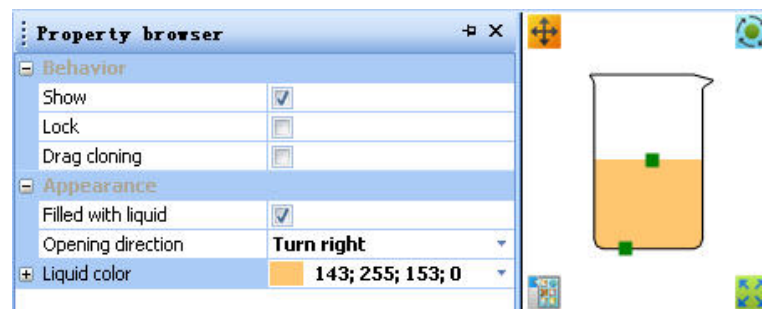 Property browser
Behavior
Show
Lock
Drag cloning
Appearance
Filled with liquid
Opening direction Turn right
Liquid color 143; 255; 153; 0